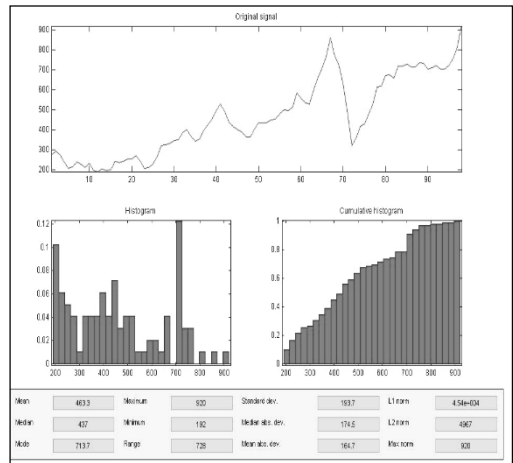 Original signal
900
800
700
600
500
400
300
200
10 20 30 40 50 60 70 80 90
Histogram
0.12
0.1
0.08
0.06
0.04
0.02
0
200 300 400 500 600 700 800 900
Cumulative histogram
1
0.8
0.6
0.4
0.2
0
200 300 400 500 600 700 800 900
Mean 463.3 Maximum 920 Standard dev. 193.7 L1 norm 4.54e+004
Median 437 Minimum 192 Median abs. dev. 174.5 L2 norm 4967
Mode 713.7 Range 728 Mean abs. dev. 164.7 Max norm 920